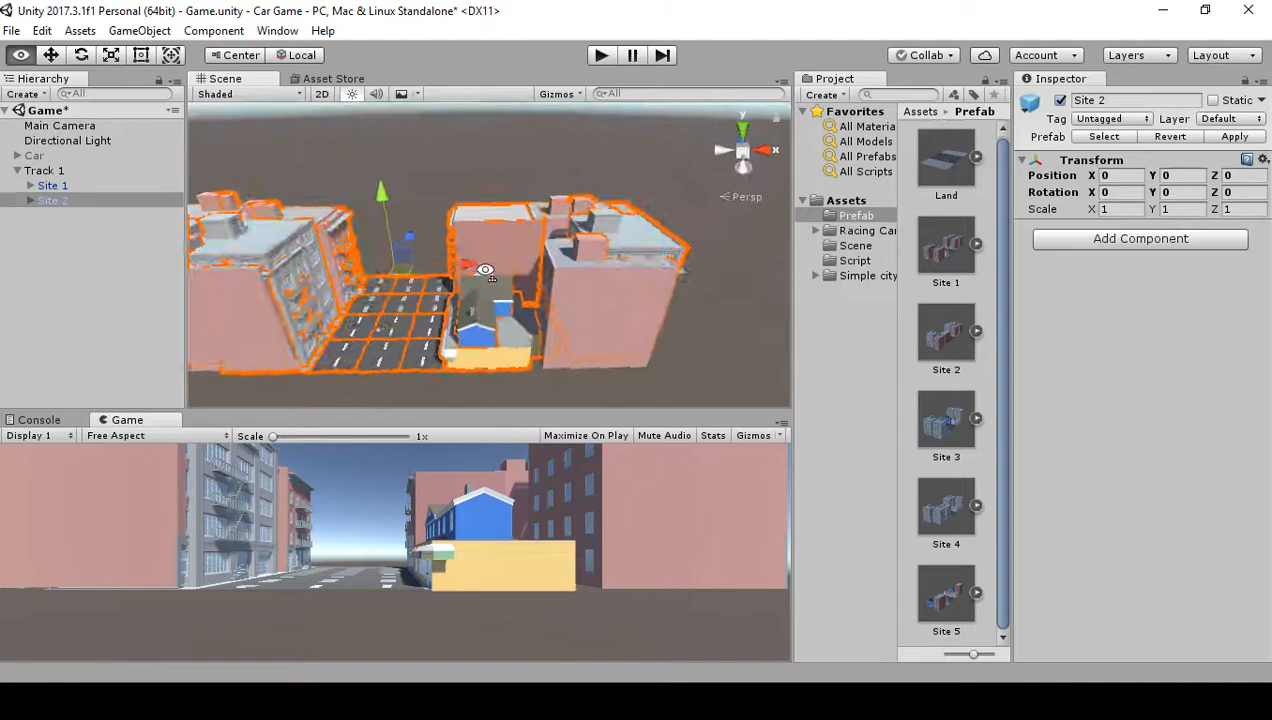 Unity 2017.3.1f1 Personal (64bit) - Game.unity - Car Game - PC, Mac & Linux Standalone* <DX11>
File Edit Assets GameObject Component Window Help
Center Local Collab Account Layers Layout
Hierarchy Scene Asset Store Project Inspector
Create All Shaded 2D Gizmos All Create
Site 2 Static
Game*
Favorites
Assets Prefab
Tag Untagged Layer Default
Main Camera
All Materia
Prefab Select Revert Apply
Directional Light
All Models
Car
All Prefabs
Transform
Track 1
All Scripts
Position X 0 Y 0 Z 0
Site 1
Rotation X 0 Y 0 Z 0
Site 2
Scale X 1 Y 1 Z 1
y
x
Persp
Assets
Prefab
Racing Car
Scene
Script
Simple city
Land
Site 1
Site 2
Site 3
Site 4
Site 5
Add Component
Console Game
Display 1 Free Aspect Scale 1x Maximize On Play Mute Audio Stats Gizmos